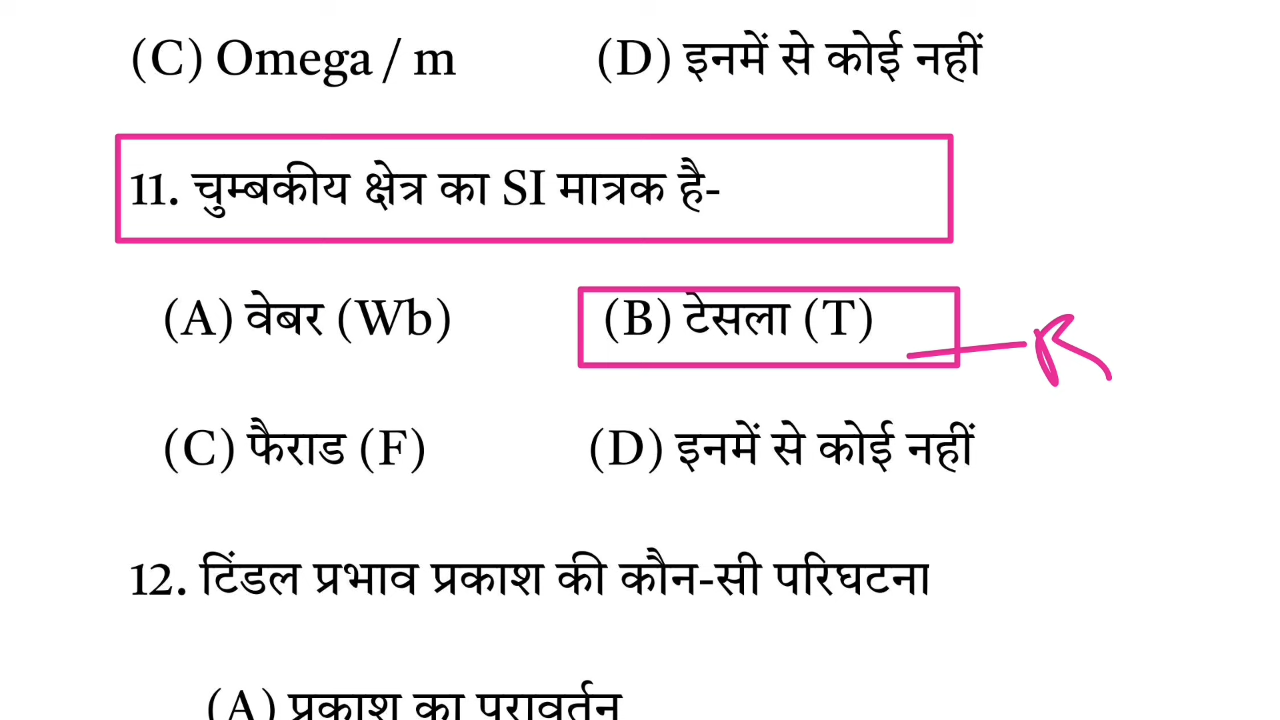 (C) Omega / m (D) इनमें से कोई नहीं
11. चुम्बकीय क्षेत्र का SI मात्रक है-
(A) वेबर (Wb) (B) टेसला (T)
(C) फैराड (F) (D) इनमें से कोई नहीं
12. टिंडल प्रभाव प्रकाश की कौन-सी परिघटना
(A) प्रकाश का परावर्तन